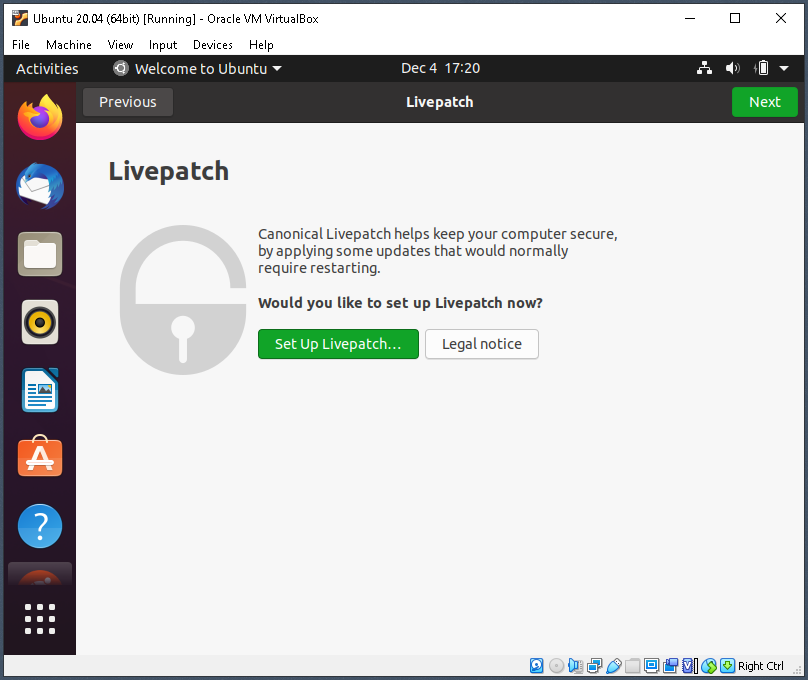 Ubuntu 20.04 (64bit) [Running] - Oracle VM VirtualBox
File Machine View Input Devices Help
Activities Welcome to Ubuntu Dec 4 17:20
Previous Livepatch Next
Livepatch
Canonical Livepatch helps keep your computer secure,
by applying some updates that would normally
require restarting.
Would you like to set up Livepatch now?
Set Up Livepatch… Legal notice
Right Ctrl